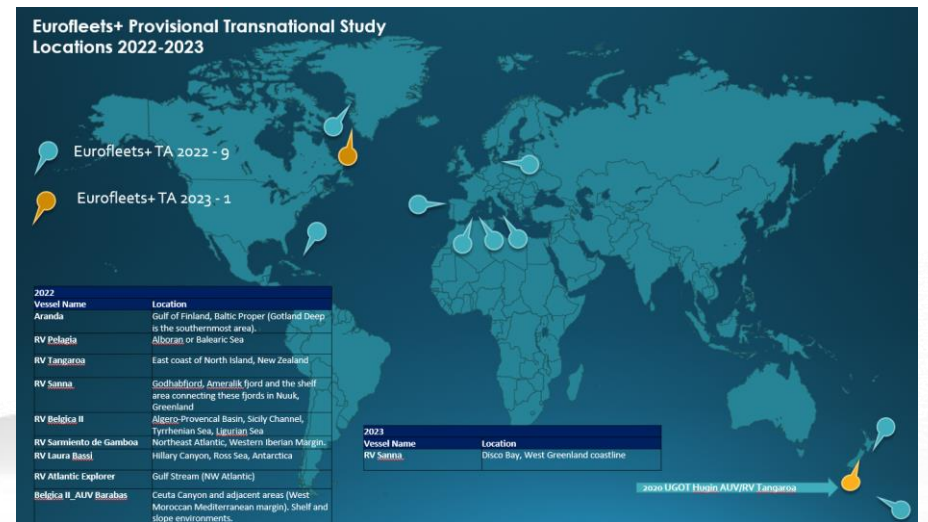 Eurofleets+ Provisional Transnational Study
Locations 2022-2023
Eurofleets+ TA 2022 - 9
Eurofleets+ TA 2023 - 1
2022
Vessel Name Location
Aranda Gulf of Finland, Baltic Proper (Gotland Deep
is the southernmost area).
RV Pelagia Alboran or Balearic Sea
RV Tangaroa East coast of North Island, New Zealand
RV Sanna Godhabfjord, Ameralik fjord and the shelf
area connecting these fjords in Nuuk,
Greenland
RV Belgica II Algero-Provencal Basin, Sicily Channel,
Tyrrhenian Sea, Ligurian Sea
RV Sarmiento de Gamboa Northeast Atlantic, Western Iberian Margin.
RV Laura Bassi Hillary Canyon, Ross Sea, Antarctica
RV Atlantic Explorer Gulf Stream (NW Atlantic)
Belgica II_AUV Barabas Ceuta Canyon and adjacent areas (West
Moroccan Mediterranean margin). Shelf and
slope environments.
2023
Vessel Name Location
RV Sanna Disco Bay, West Greenland coastline
2020 UGOT Hugin AUV/RV Tangaroa